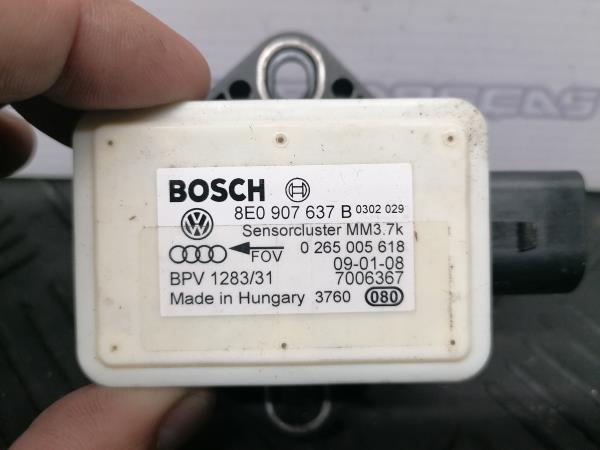 BOSCH
8E0 907 637 B 0302 029
Sensorcluster MM3.7k
FOV 0 265 005 618
09-01-08
BPV 1283/31 7006367
Made in Hungary 3760 080